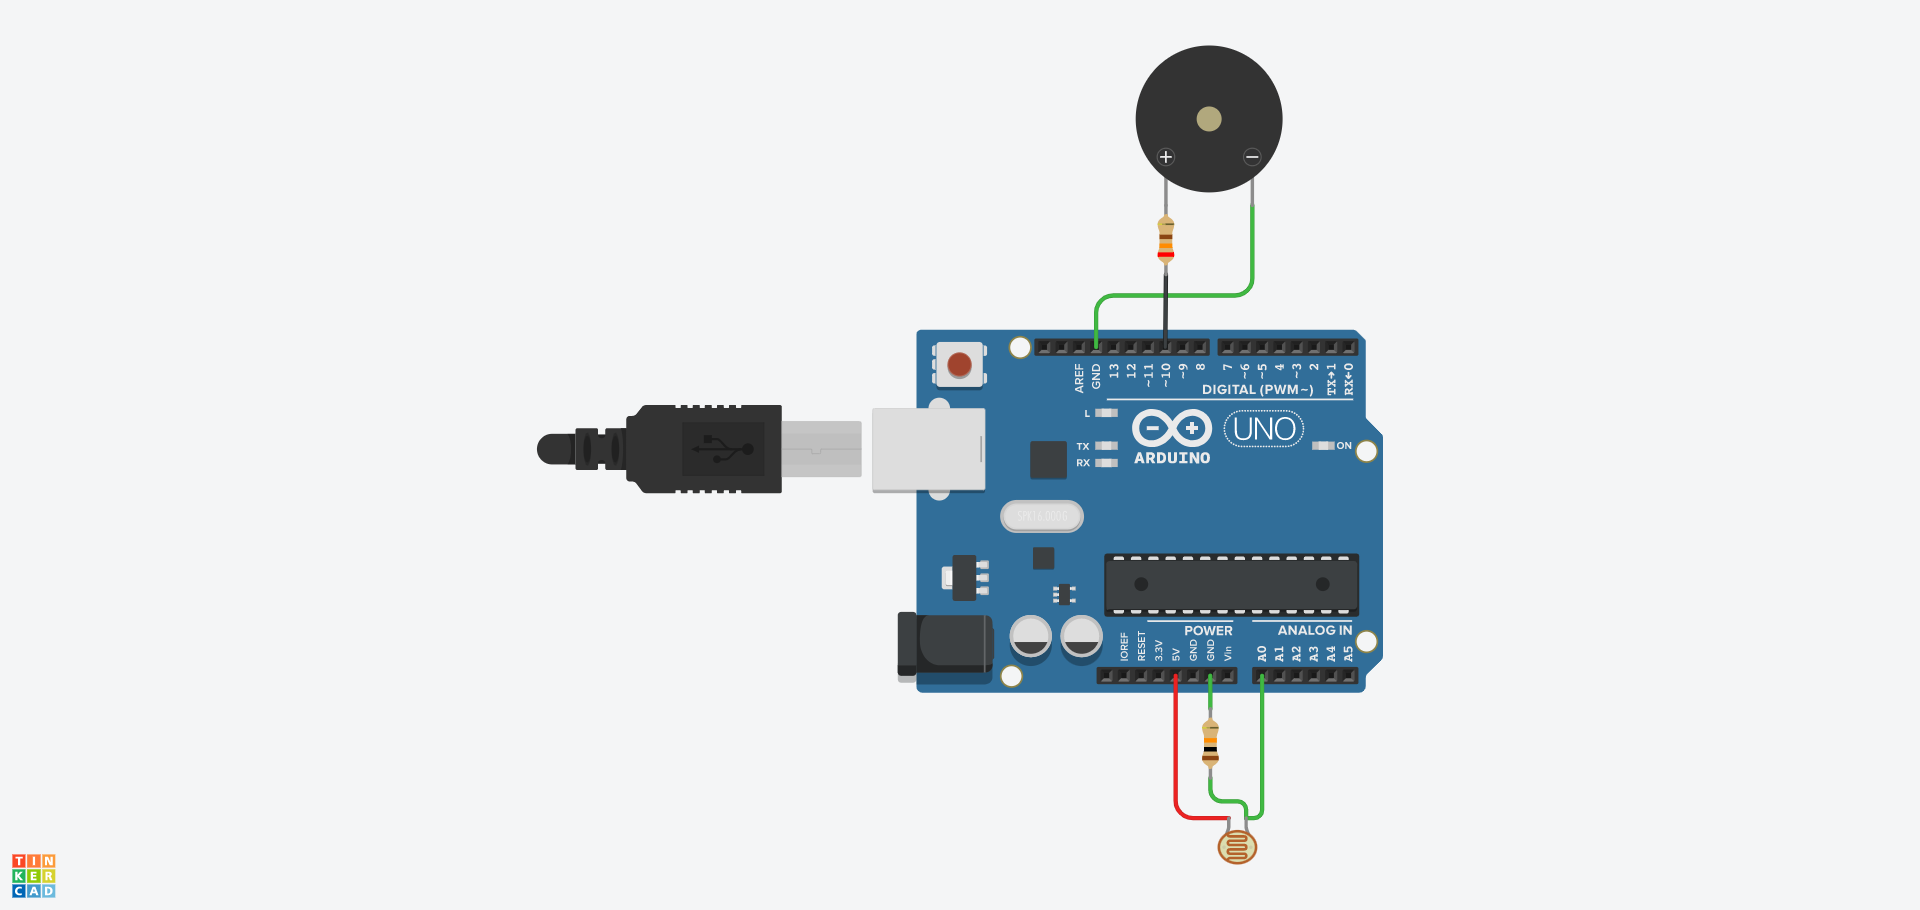 AREF
GND
13
12
~11
~10
~9
8
7
~6
~5
4
~3
2
TX→1
RX←0
DIGITAL (PWM~)
L
TX
RX
UNO
ARDUINO
ON
POWER
ANALOG IN
IOREF
RESET
3.3V
5V
GND
GND
Vin
A0
A1
A2
A3
A4
A5
TIN
KER
CAD